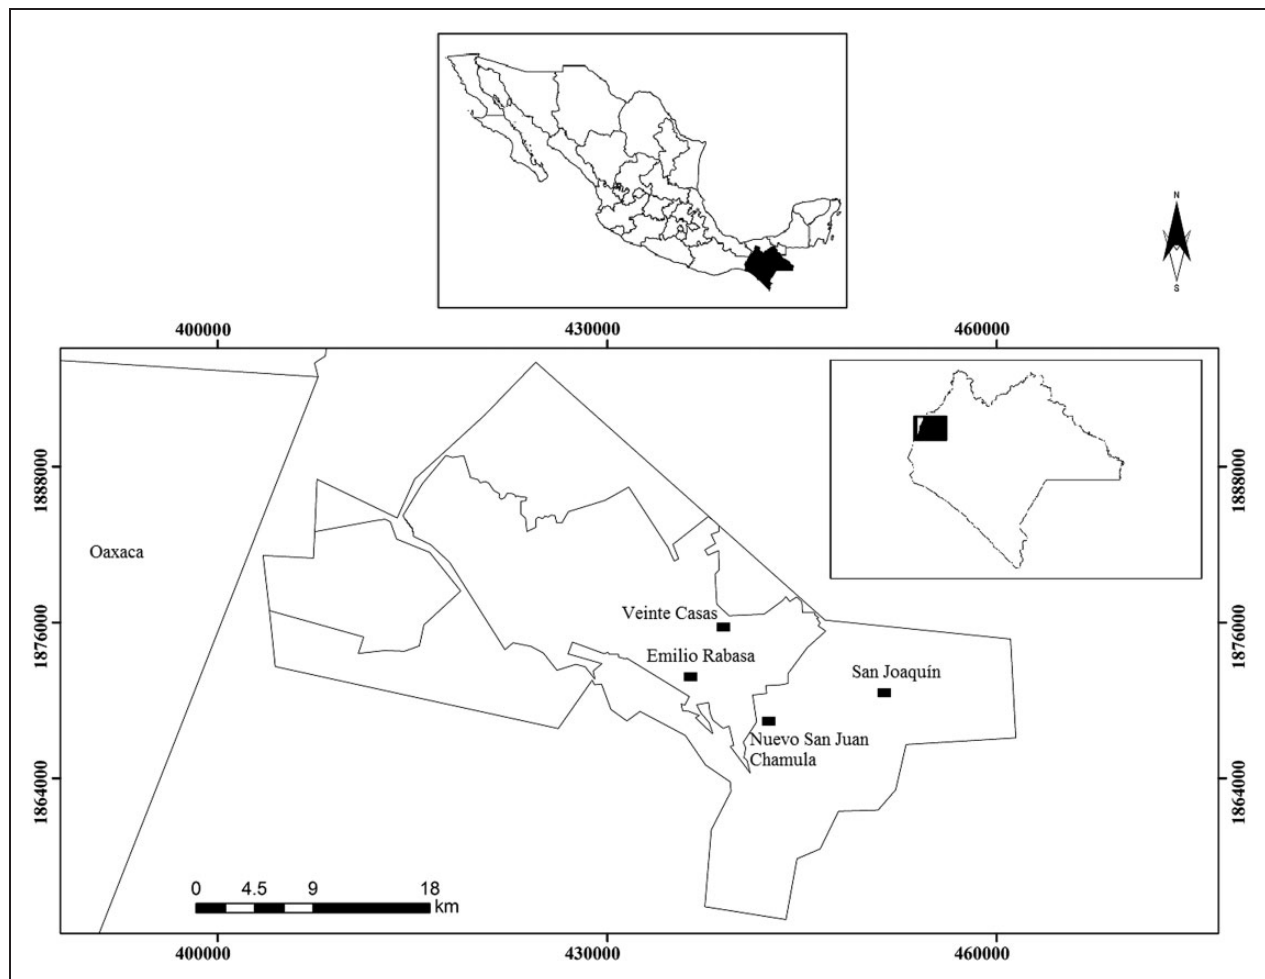 N
S
400000
430000
460000
1888000
1888000
Oaxaca
Veinte Casas
1876000
1876000
Emilio Rabasa
San Joaquín
Nuevo San Juan
Chamula
1864000
1864000
0 4.5 9 18
km
400000
430000
460000